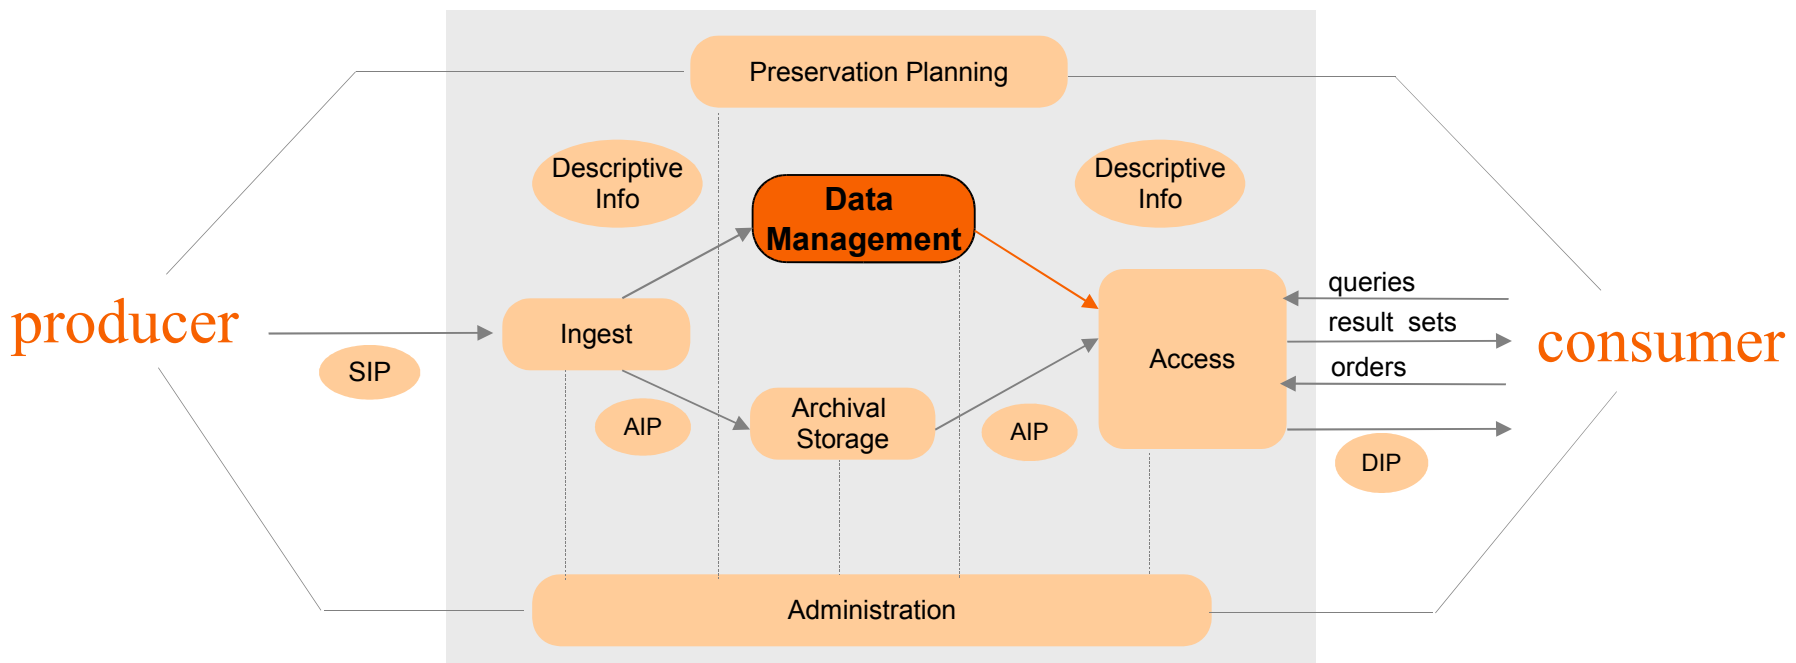 Preservation Planning
Descriptive
Info
Data
Management
Descriptive
Info
producer
SIP
Ingest
AIP
Archival
Storage
AIP
Access
queries
result sets
orders
DIP
consumer
Administration